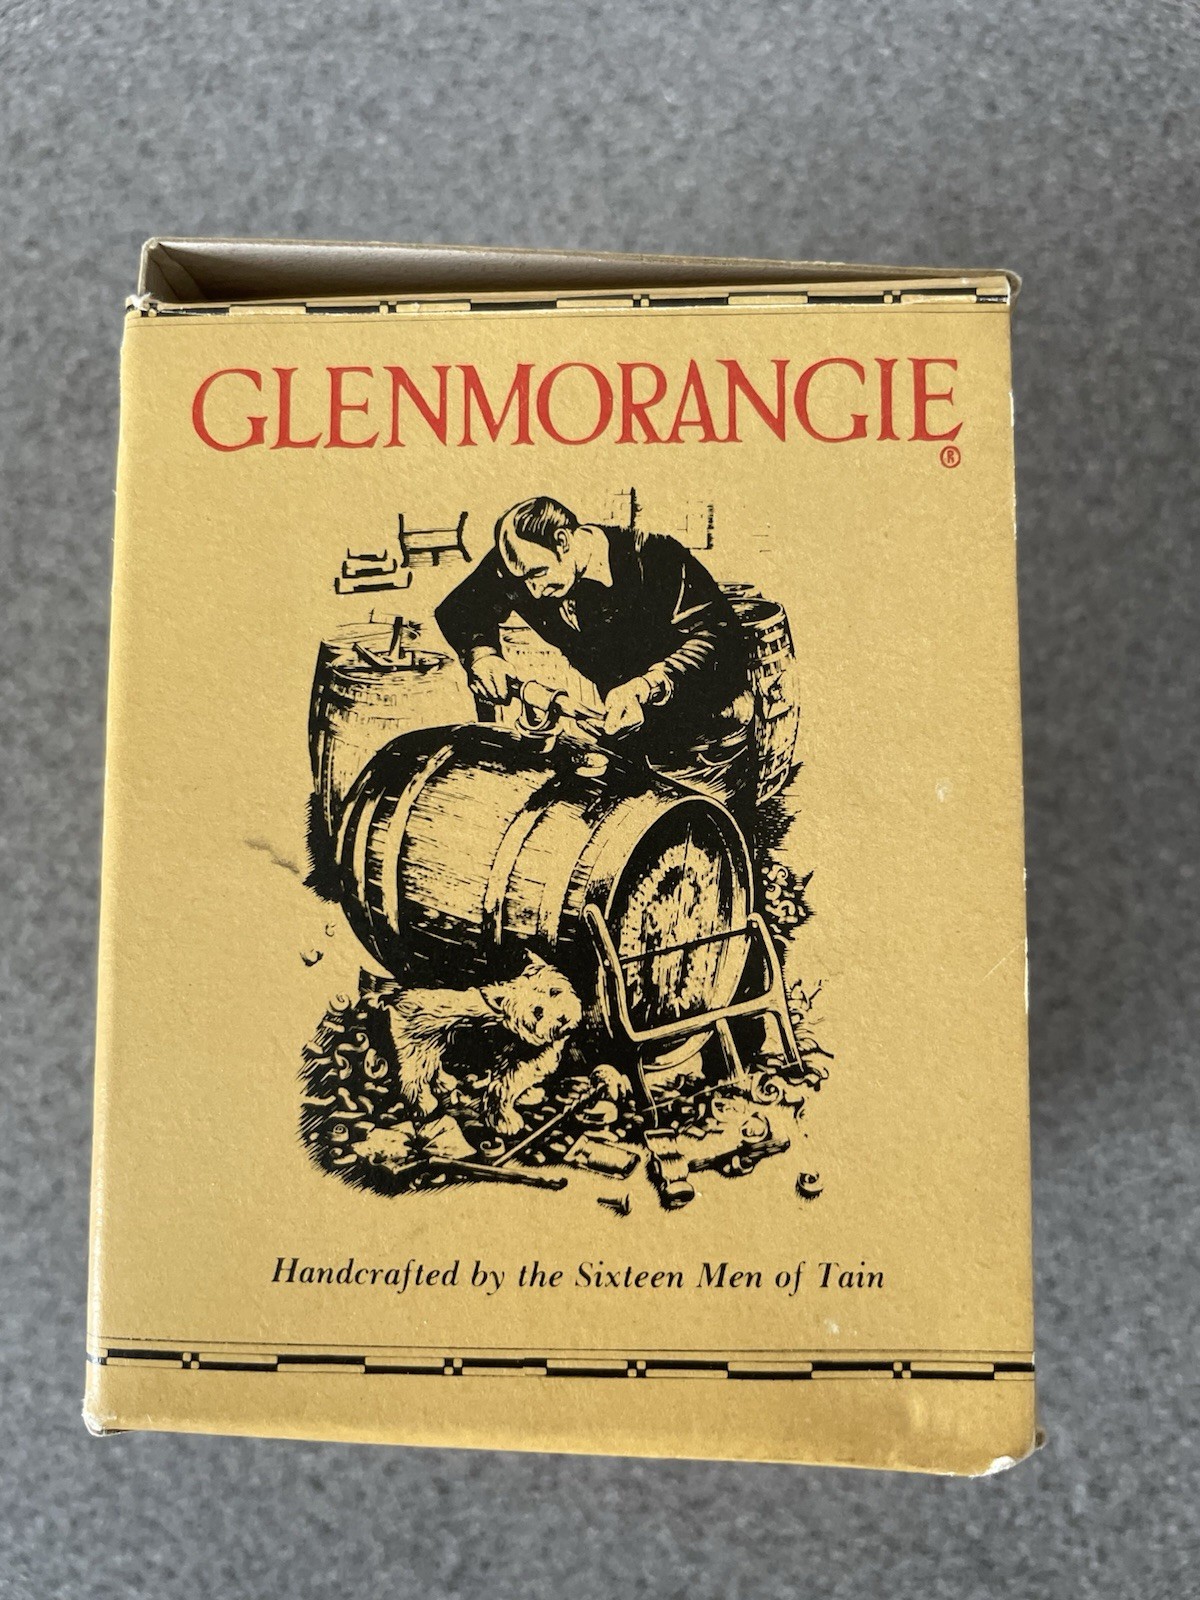 GLENMORANGIE®
Handcrafted by the Sixteen Men of Tain